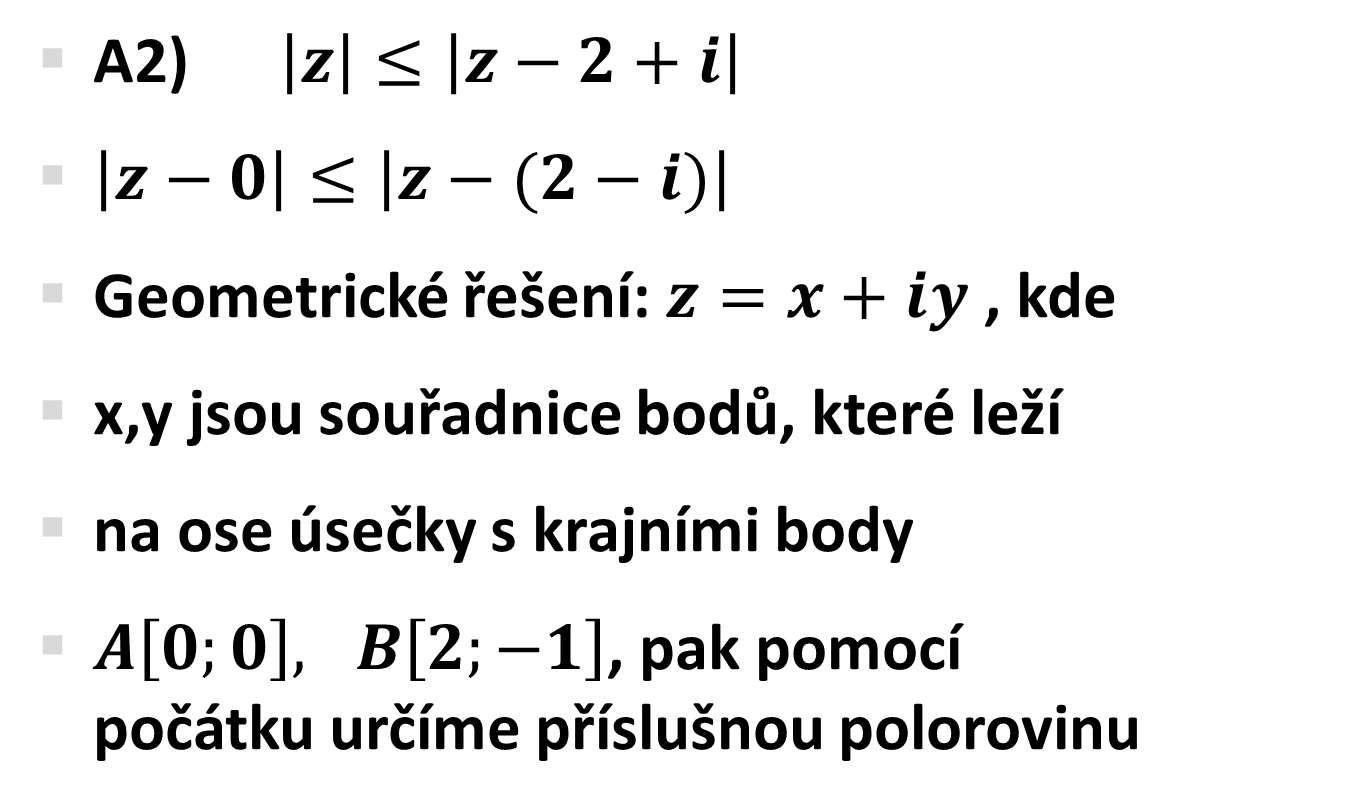 A2) |z| ≤ |z − 2 + i|
|z − 0| ≤ |z − (2 − i)|
Geometrické řešení: z = x + iy , kde
x,y jsou souřadnice bodů, které leží
na ose úsečky s krajními body
A[0; 0], B[2; −1], pak pomocí
počátku určíme příslušnou polorovinu